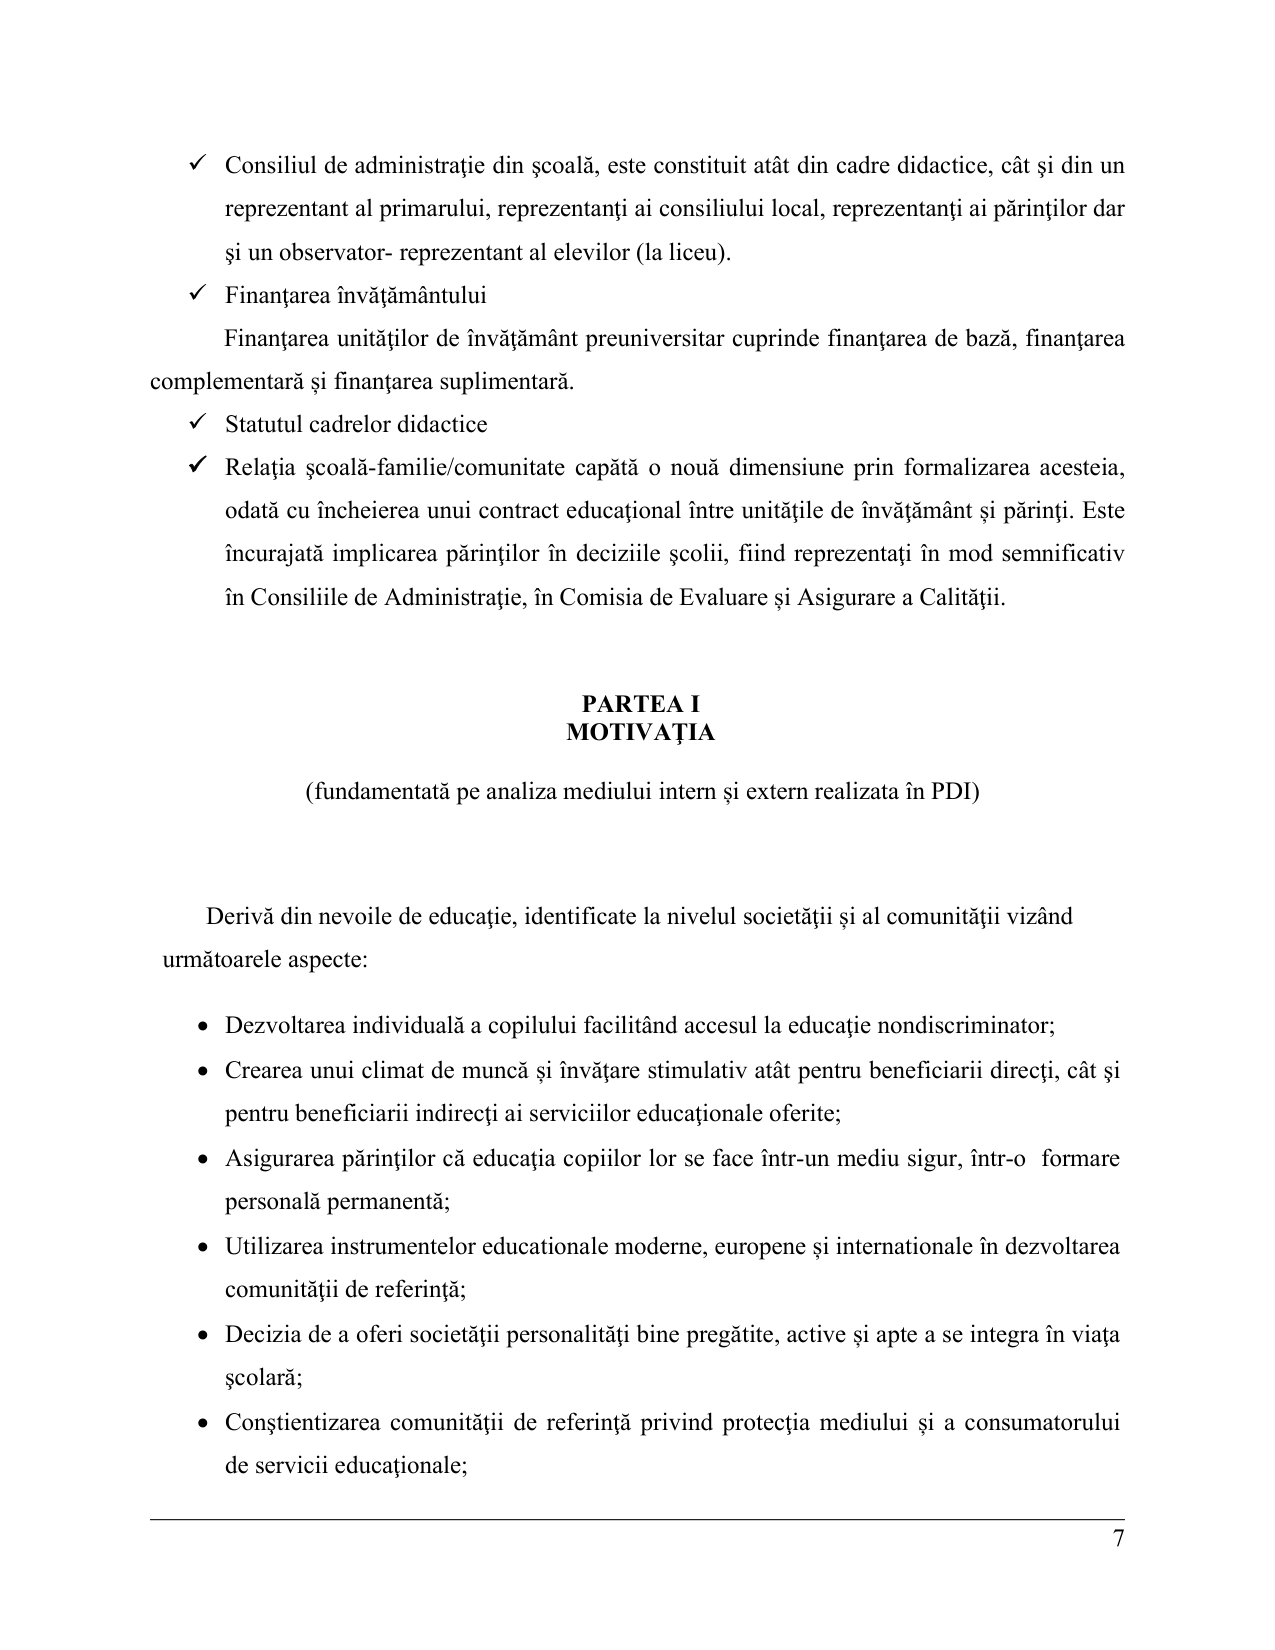 ✓ Consiliul de administraţie din şcoală, este constituit atât din cadre didactice, cât şi din un
reprezentant al primarului, reprezentanţi ai consiliului local, reprezentanţi ai părinţilor dar
şi un observator- reprezentant al elevilor (la liceu).
✓ Finanţarea învăţământului
Finanţarea unităţilor de învăţământ preuniversitar cuprinde finanţarea de bază, finanţarea
complementară și finanţarea suplimentară.
✓ Statutul cadrelor didactice
✓ Relaţia şcoală-familie/comunitate capătă o nouă dimensiune prin formalizarea acesteia,
odată cu încheierea unui contract educaţional între unităţile de învăţământ și părinţi. Este
încurajată implicarea părinţilor în deciziile şcolii, fiind reprezentaţi în mod semnificativ
în Consiliile de Administraţie, în Comisia de Evaluare și Asigurare a Calităţii.
PARTEA I
MOTIVAŢIA
(fundamentată pe analiza mediului intern și extern realizata în PDI)
Derivă din nevoile de educaţie, identificate la nivelul societăţii și al comunităţii vizând
următoarele aspecte:
• Dezvoltarea individuală a copilului facilitând accesul la educaţie nondiscriminator;
• Crearea unui climat de muncă și învăţare stimulativ atât pentru beneficiarii direcţi, cât şi
pentru beneficiarii indirecţi ai serviciilor educaţionale oferite;
• Asigurarea părinţilor că educaţia copiilor lor se face într-un mediu sigur, într-o formare
personală permanentă;
• Utilizarea instrumentelor educationale moderne, europene și internationale în dezvoltarea
comunităţii de referinţă;
• Decizia de a oferi societăţii personalităţi bine pregătite, active și apte a se integra în viaţa
şcolară;
• Conştientizarea comunităţii de referinţă privind protecţia mediului și a consumatorului
de servicii educaţionale;
7